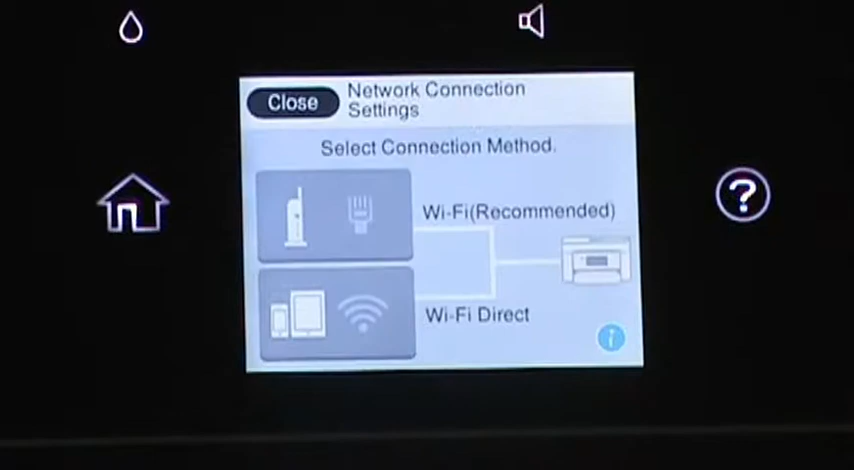 Close
Network Connection
Settings
Select Connection Method.
Wi-Fi(Recommended)
Wi-Fi Direct
i
?